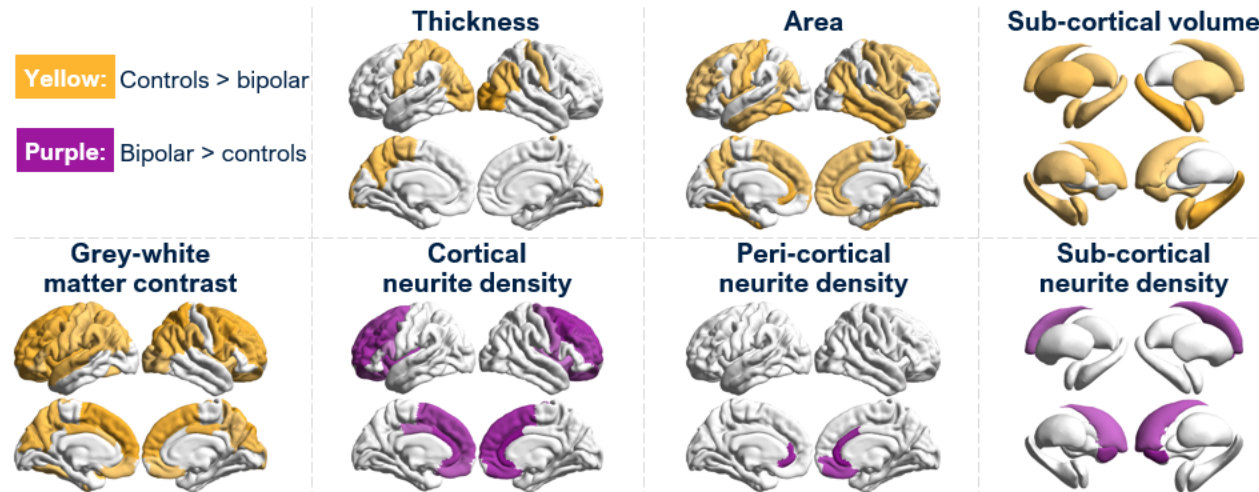 Yellow: Controls > bipolar
Purple: Bipolar > controls
Thickness
Area
Sub-cortical volume
Grey-white
matter contrast
Cortical
neurite density
Peri-cortical
neurite density
Sub-cortical
neurite density